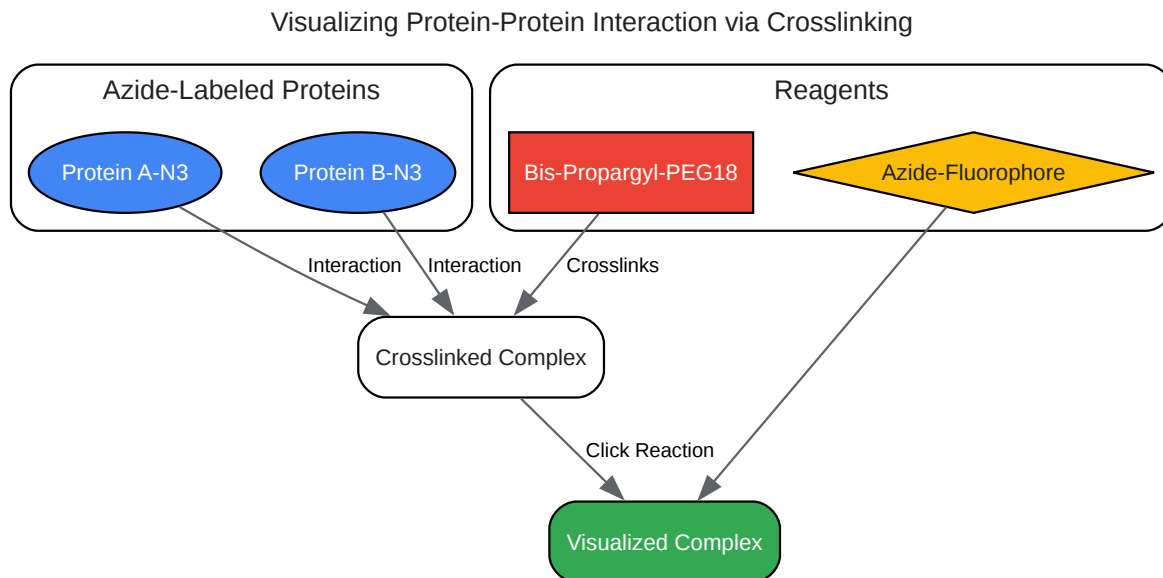 Visualizing Protein-Protein Interaction via Crosslinking
Azide-Labeled Proteins
Reagents
Protein A-N3
Protein B-N3
Bis-Propargyl-PEG18
Azide-Fluorophore
Interaction
Interaction
Crosslinks
Crosslinked Complex
Click Reaction
Visualized Complex